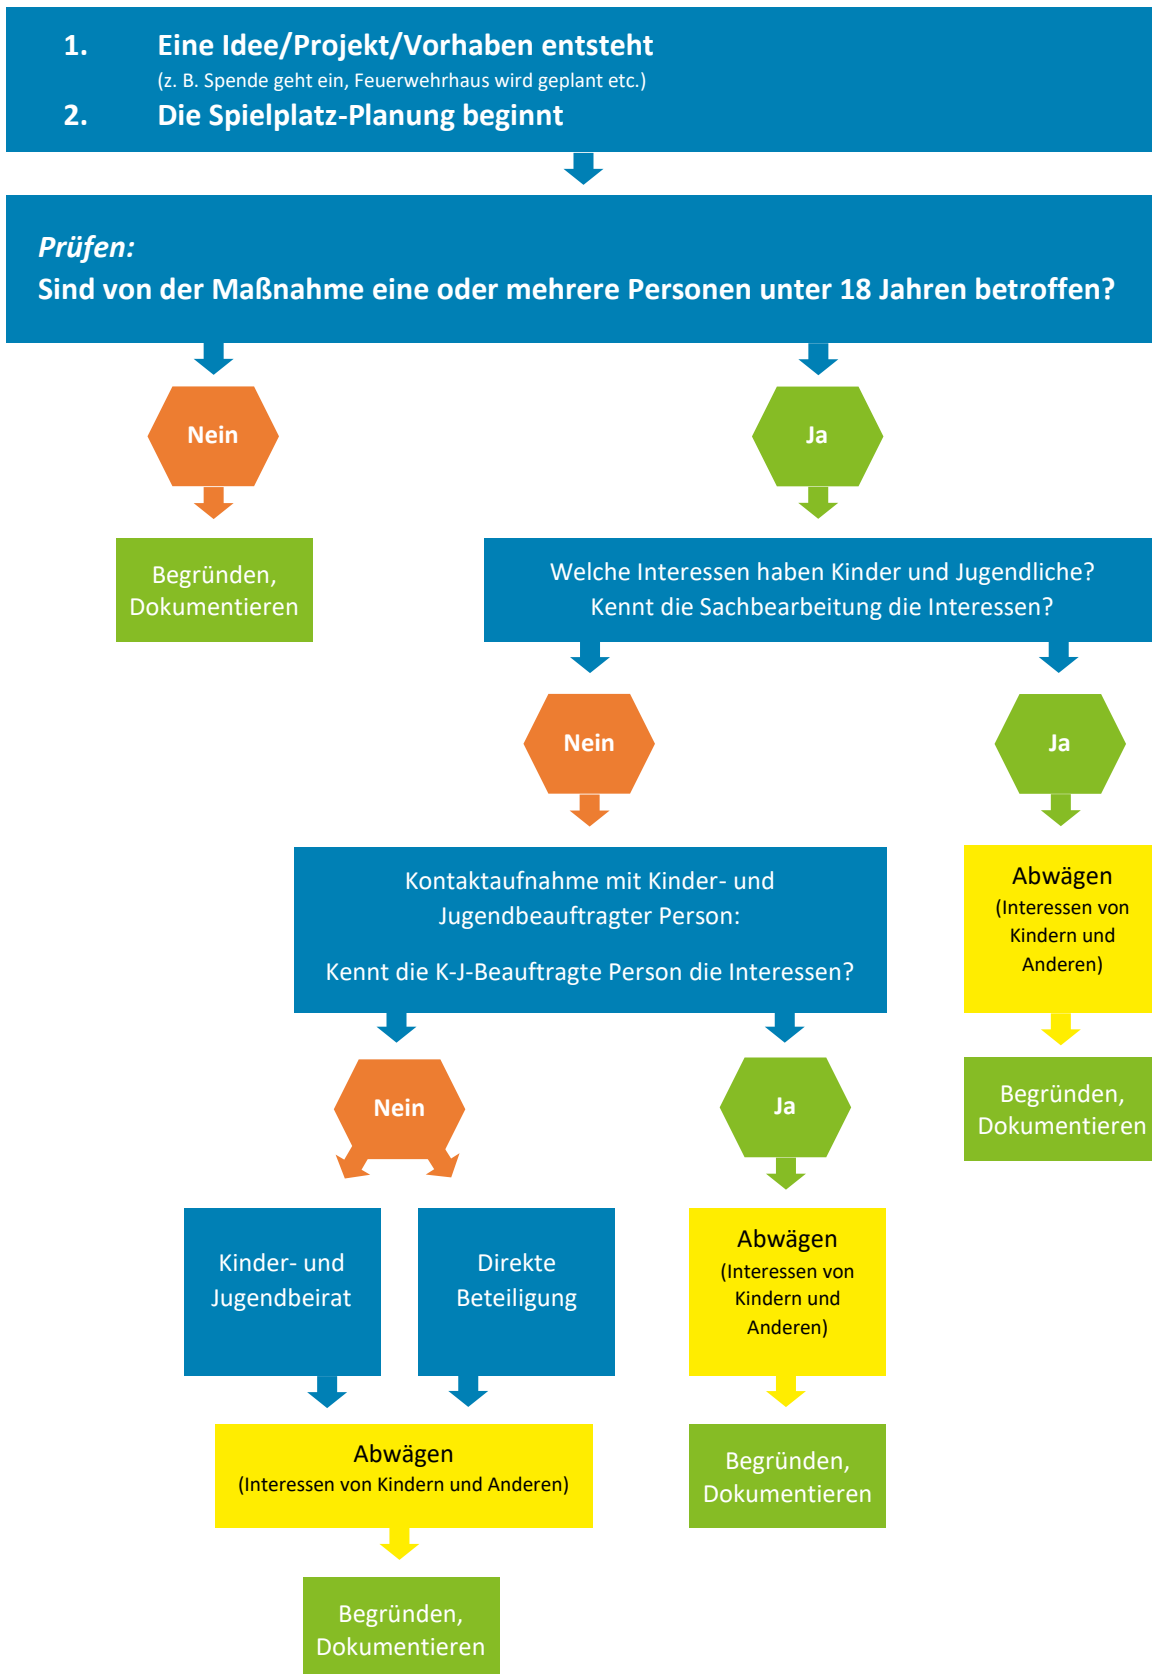 1. Eine Idee/Projekt/Vorhaben entsteht
(z. B. Spende geht ein, Feuerwehrhaus wird geplant etc.)
2. Die Spielplatz-Planung beginnt
Prüfen:
Sind von der Maßnahme eine oder mehrere Personen unter 18 Jahren betroffen?
Nein
Ja
Begründen,
Dokumentieren
Welche Interessen haben Kinder und Jugendliche?
Kennt die Sachbearbeitung die Interessen?
Nein
Ja
Kontaktaufnahme mit Kinder- und
Jugendbeauftragter Person:
Kennt die K-J-Beauftragte Person die Interessen?
Abwägen
(Interessen von
Kindern und
Anderen)
Begründen,
Dokumentieren
Nein
Ja
Kinder- und
Jugendbeirat
Direkte
Beteiligung
Abwägen
(Interessen von
Kindern und
Anderen)
Abwägen
(Interessen von Kindern und Anderen)
Begründen,
Dokumentieren
Begründen,
Dokumentieren